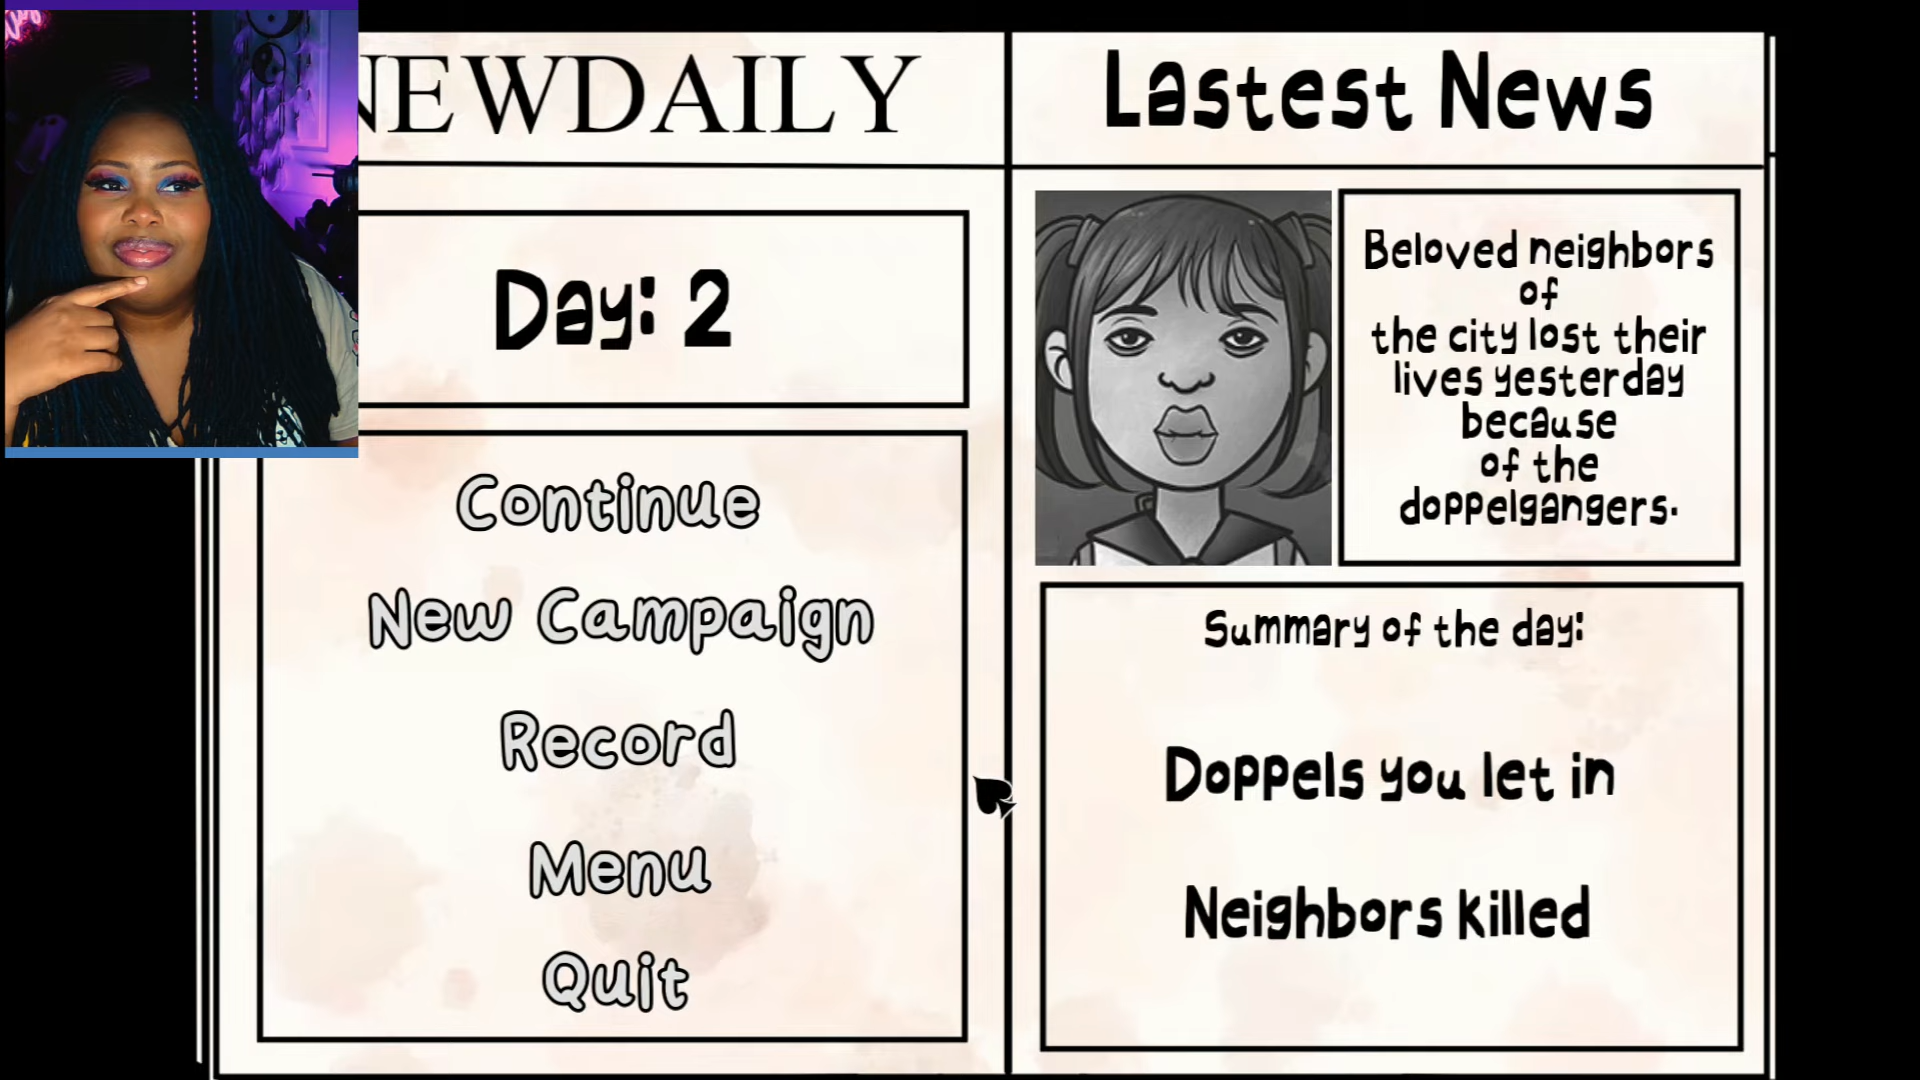 NEWDAILY
Lastest News
Day: 2
Beloved neighbors
of
the city lost their
lives yesterday
because
of the
doppelgangers.
Continue
New Campaign
Record
Menu
Quit
Summary of the day:
Doppels you let in
Neighbors killed